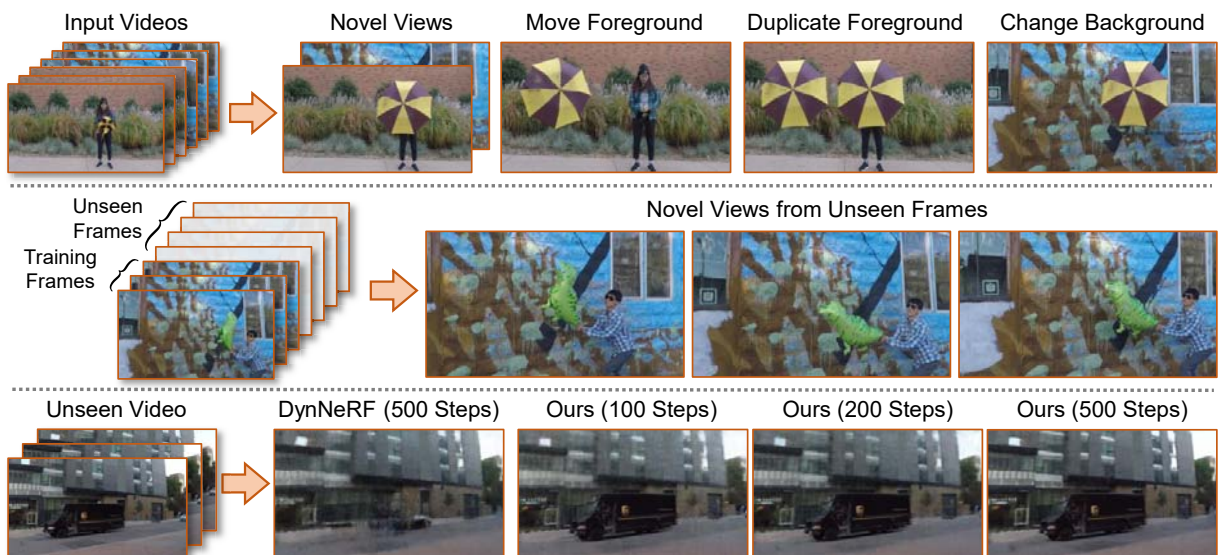 Input Videos
Novel Views
Move Foreground
Duplicate Foreground
Change Background
Unseen
Frames
Training
Frames
Novel Views from Unseen Frames
Unseen Video
DynNeRF (500 Steps)
Ours (100 Steps)
Ours (200 Steps)
Ours (500 Steps)